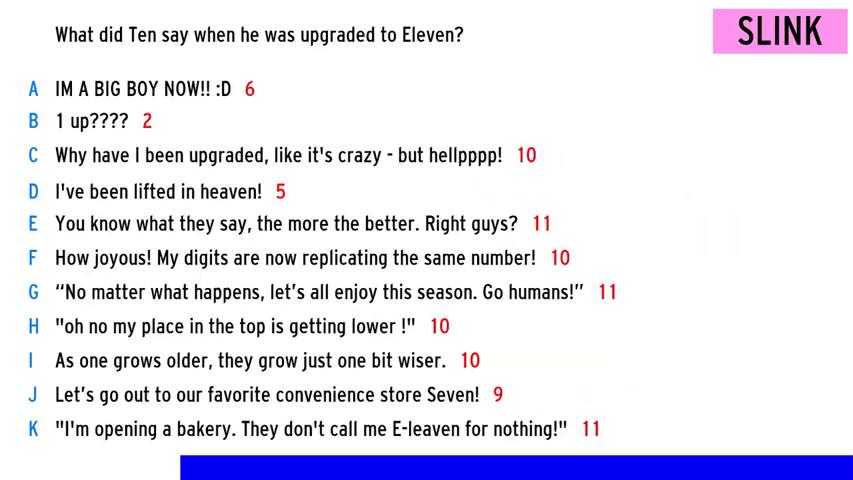 What did Ten say when he was upgraded to Eleven?
SLINK
A IM A BIG BOY NOW!! :D 6
B 1 up???? 2
C Why have I been upgraded, like it's crazy - but hellpppp! 10
D I've been lifted in heaven! 5
E You know what they say, the more the better. Right guys? 11
F How joyous! My digits are now replicating the same number! 10
G “No matter what happens, let’s all enjoy this season. Go humans!” 11
H "oh no my place in the top is getting lower !" 10
I As one grows older, they grow just one bit wiser. 10
J Let’s go out to our favorite convenience store Seven! 9
K "I'm opening a bakery. They don't call me E-leaven for nothing!" 11